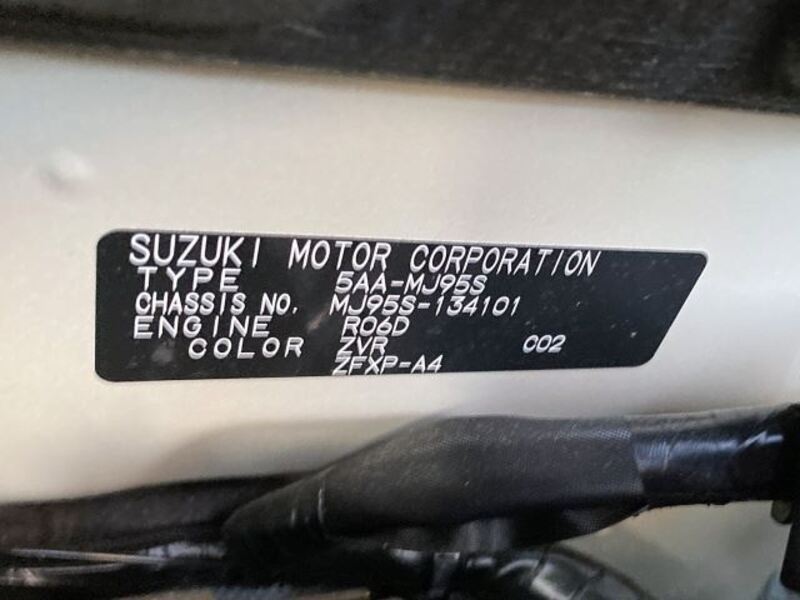 SUZUKI MOTOR CORPORATION
TYPE 5AA-MJ95S
CHASSIS NO. MJ95S-134101
ENGINE R06D
COLOR ZVR C02
ZFXP-A4